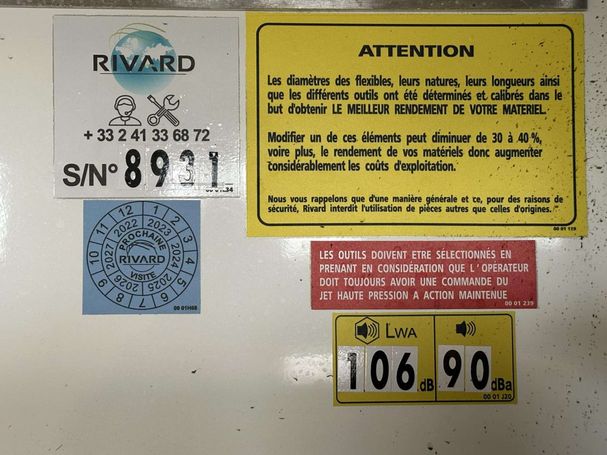 RIVARD
+ 33 2 41 33 68 72
S/N° 8931
ATTENTION
Les diamètres des flexibles, leurs natures, leurs longueurs ainsi
que les différents outils ont été déterminés et calibrés dans le
but d'obtenir LE MEILLEUR RENDEMENT DE VOTRE MATERIEL.
Modifier un de ces éléments peut diminuer de 30 à 40 %,
voire plus, le rendement de vos matériels donc augmenter
considérablement les coûts d'exploitation.
Nous vous rappelons que d'une manière générale et ce, pour des raisons de
sécurité, Rivard interdit l'utilisation de pièces autres que celles d'origines.
00 01 129
12 1 2 3 4 5 6 7 8 9 10 11
2022 2023 2024 2025 2026 2027
PROCHAINE
RIVARD
VISITE
00 01H68
LES OUTILS DOIVENT ETRE SÉLECTIONNÉS EN
PRENANT EN CONSIDÉRATION QUE L'OPÉRATEUR
DOIT TOUJOURS AVOIR UNE COMMANDE DU
JET HAUTE PRESSION A ACTION MAINTENUE
00 01 239
LWA
106 dB 90 dBa
00 01 J20